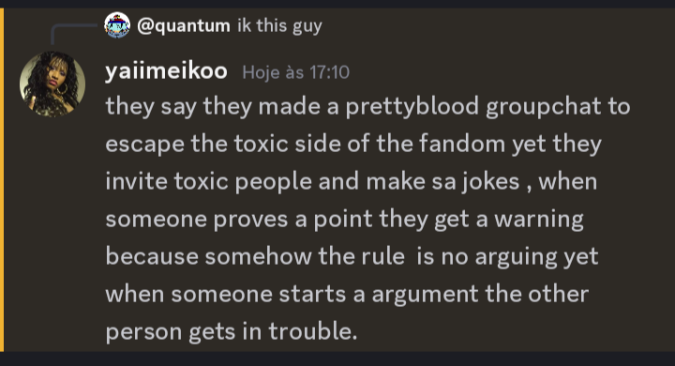 @quantum ik this guy
yaiimeikoo Hoje às 17:10
they say they made a prettyblood groupchat to
escape the toxic side of the fandom yet they
invite toxic people and make sa jokes , when
someone proves a point they get a warning
because somehow the rule is no arguing yet
when someone starts a argument the other
person gets in trouble.